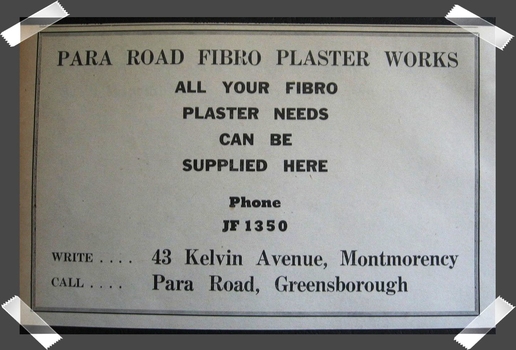 PARA ROAD FIBRO PLASTER WORKS
ALL YOUR FIBRO
PLASTER NEEDS
CAN BE
SUPPLIED HERE
Phone
JF 1350
WRITE .... 43 Kelvin Avenue, Montmorency
CALL .... Para Road, Greensborough